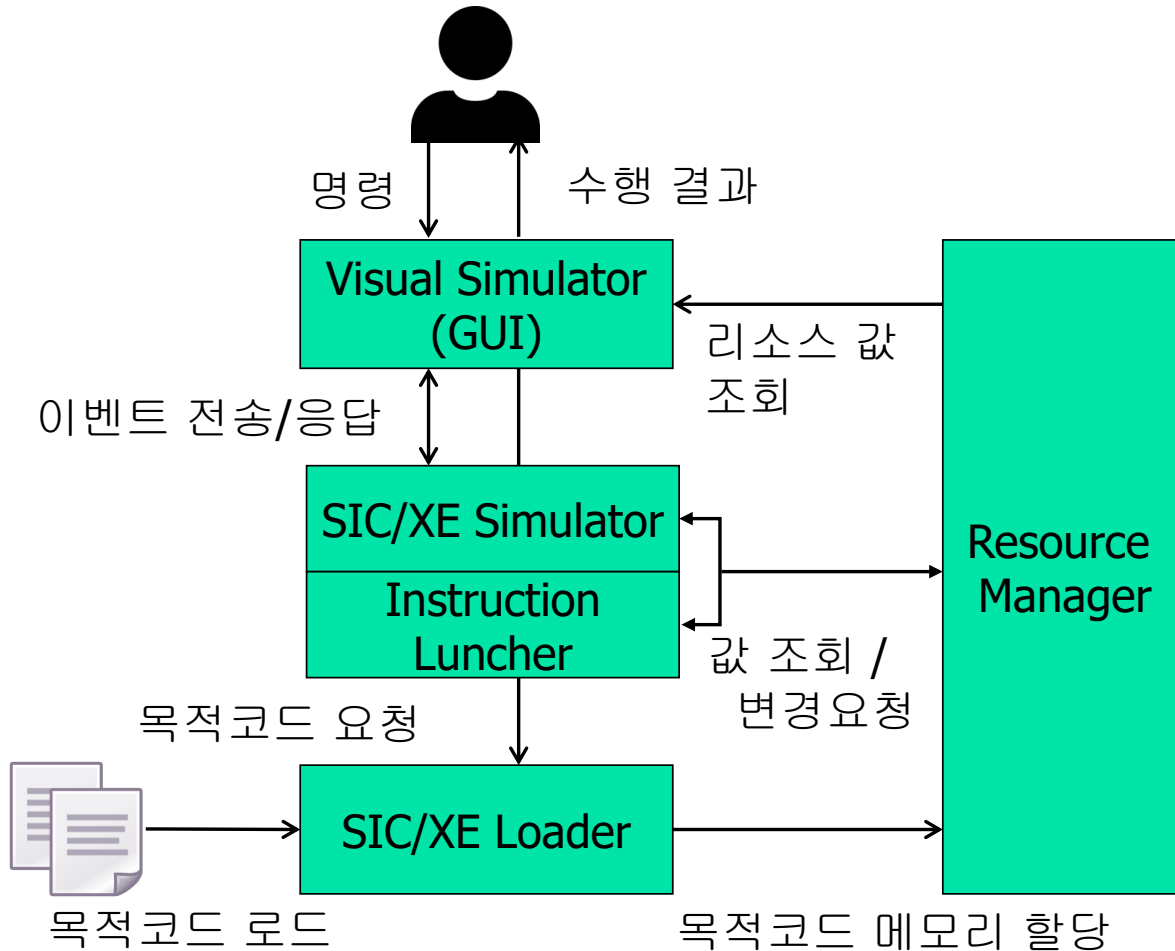 명령
수행 결과
Visual Simulator
(GUI)
리소스 값
조회
이벤트 전송/응답
SIC/XE Simulator
Instruction
Luncher
Resource
Manager
값 조회 /
변경요청
목적코드 요청
SIC/XE Loader
목적코드 로드
목적코드 메모리 할당